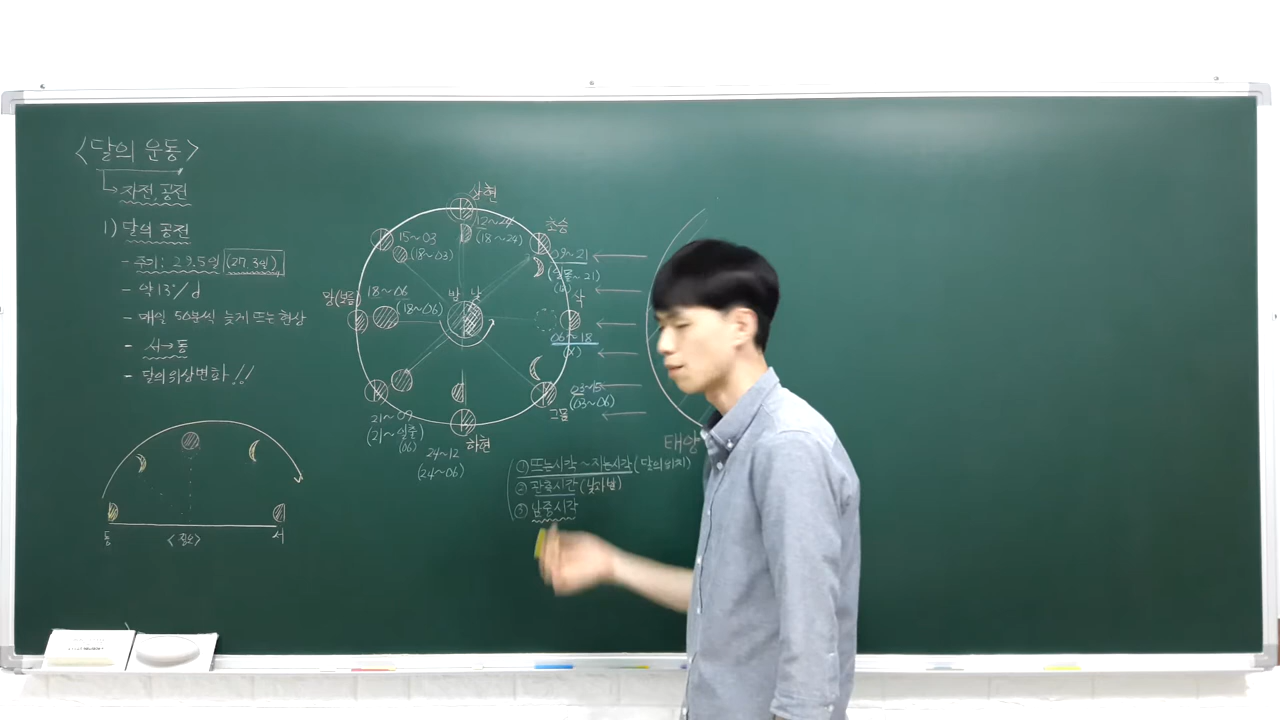 <달의 운동>
자전, 공전
1) 달의 공전
- 주기: 29.5일 (27.3일)
- 약 13°/d
- 매일 50분씩 늦게 뜨는 현상
- 서→동
- 달의 위상변화!!
동
서
상현
12~24
(18~24)
초승
09~21
(일몰~21)
삭
06~18
(X)
03~15
(03~06)
그믐
하현
24~12
(24~06)
21~09
(21~일출)
(06)
망(보름)
18~06
(18~06)
15~03
(18~03)
밤 낮
태양
① 뜨는시각~지는시각 (달의 위치)
② 관측시간 (낮사밤)
③ 남중시각